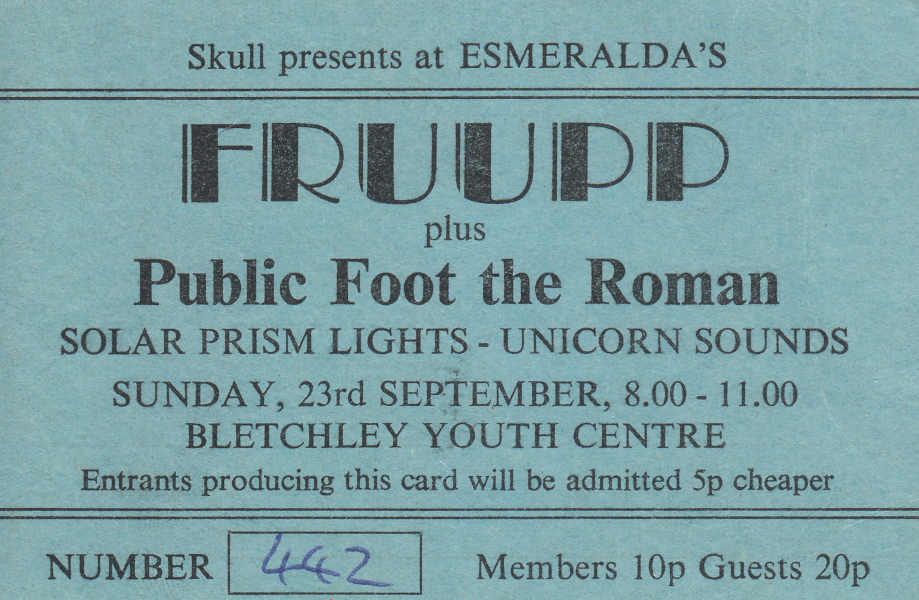 Skull presents at ESMERALDA'S
FRUUPP
plus
Public Foot the Roman
SOLAR PRISM LIGHTS - UNICORN SOUNDS
SUNDAY, 23rd SEPTEMBER, 8.00 - 11.00
BLETCHLEY YOUTH CENTRE
Entrants producing this card will be admitted 5p cheaper
NUMBER 442 Members 10p Guests 20p